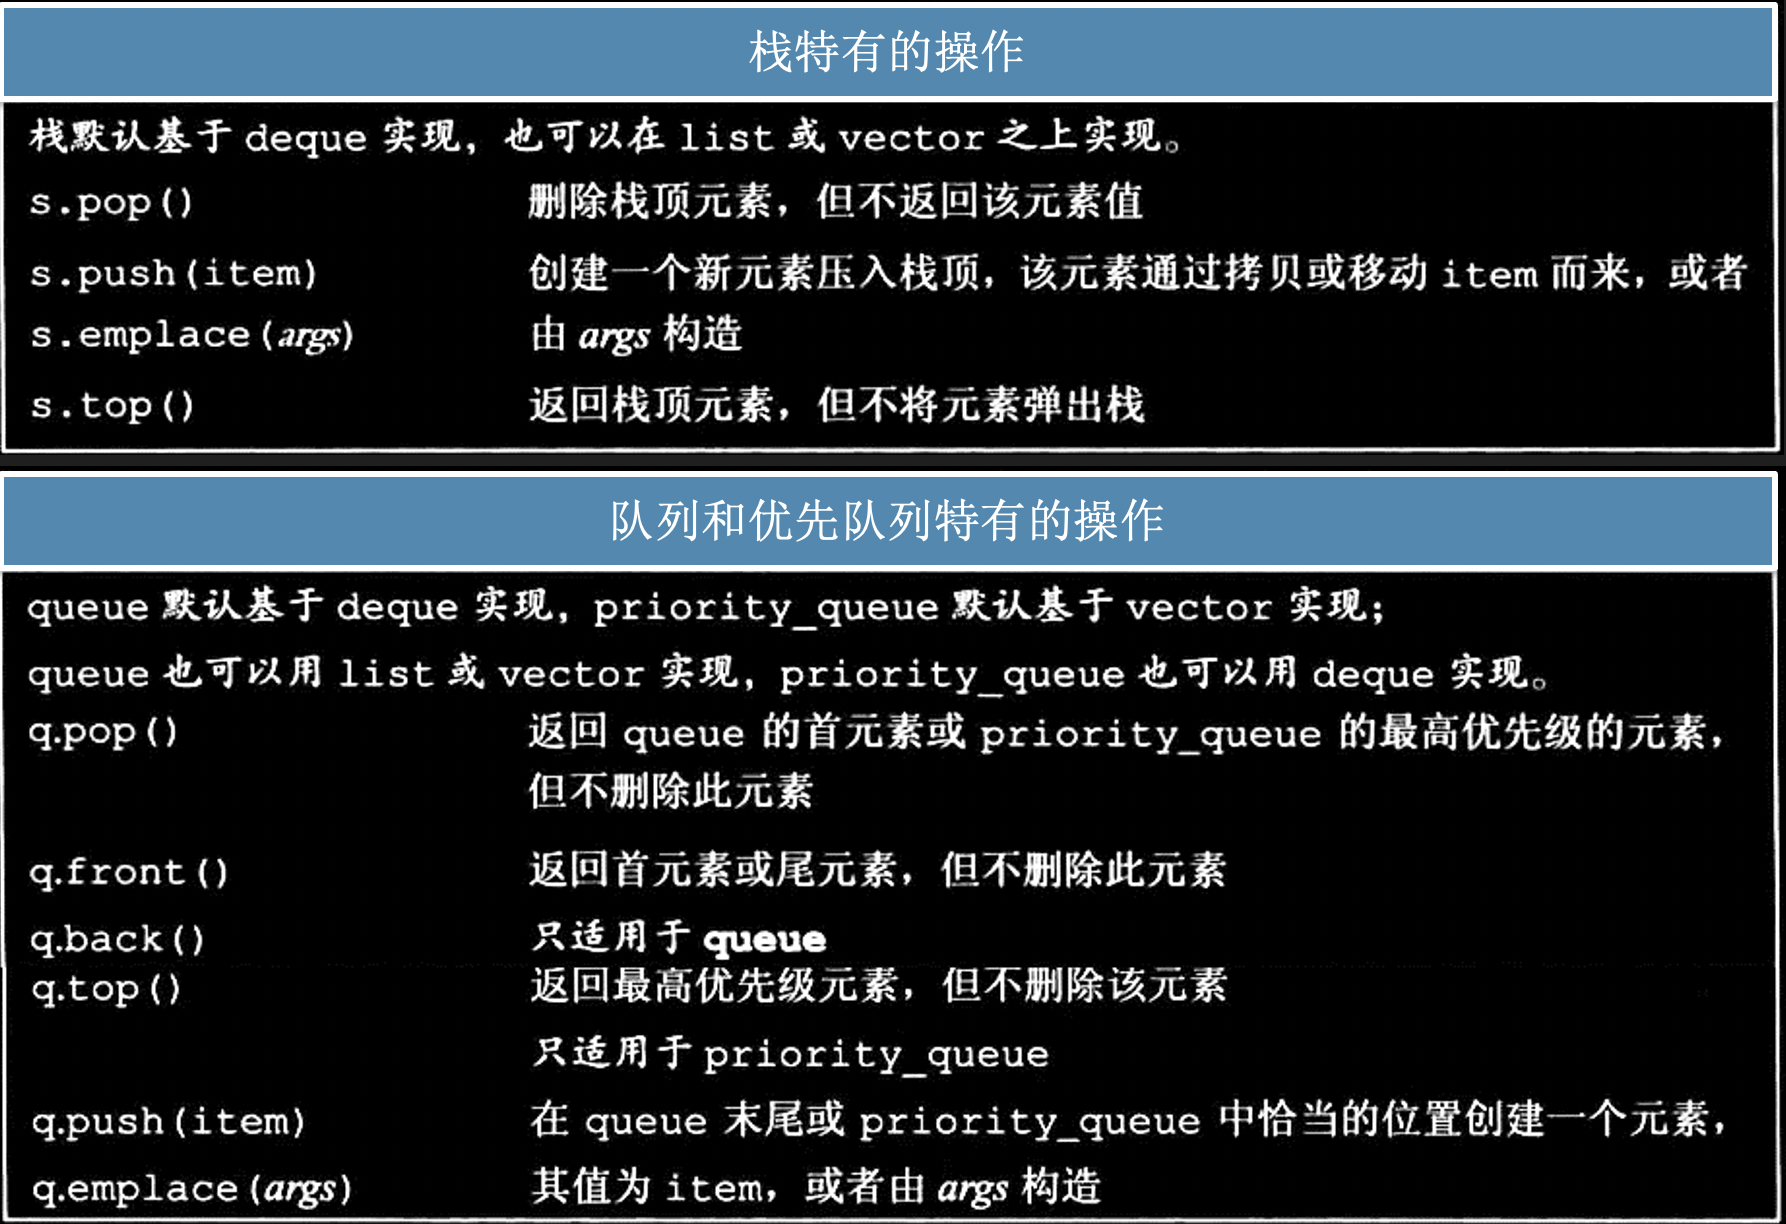 栈特有的操作
栈默认基于 deque 实现，也可以在 list 或 vector 之上实现。
s.pop() 删除栈顶元素，但不返回该元素值
s.push(item) 创建一个新元素压入栈顶，该元素通过拷贝或移动 item 而来，或者
s.emplace(args) 由 args 构造
s.top() 返回栈顶元素，但不将元素弹出栈
队列和优先队列特有的操作
queue 默认基于 deque 实现，priority_queue 默认基于 vector 实现；
queue 也可以用 list 或 vector 实现，priority_queue 也可以用 deque 实现。
q.pop() 返回 queue 的首元素或 priority_queue 的最高优先级的元素，
但不删除此元素
q.front() 返回首元素或尾元素，但不删除此元素
q.back() 只适用于 queue
q.top() 返回最高优先级元素，但不删除该元素
只适用于 priority_queue
q.push(item) 在 queue 末尾或 priority_queue 中恰当的位置创建一个元素，
q.emplace(args) 其值为 item，或者由 args 构造